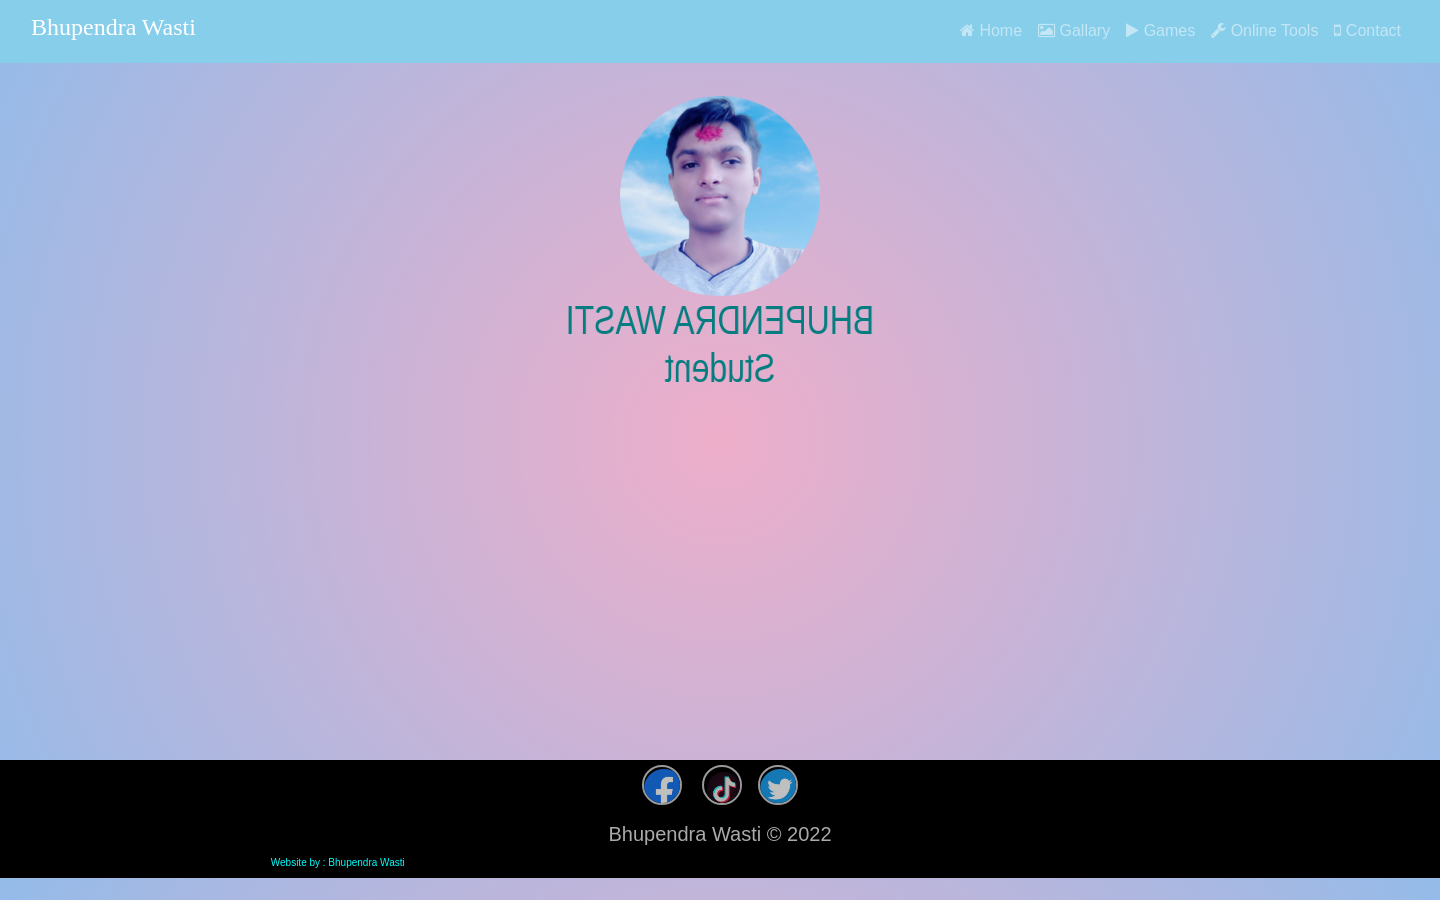 Bhupendra Wasti
Home Gallary Games Online Tools Contact
BHUPENDRA WASTI
Student
Bhupendra Wasti © 2022
Website by : Bhupendra Wasti